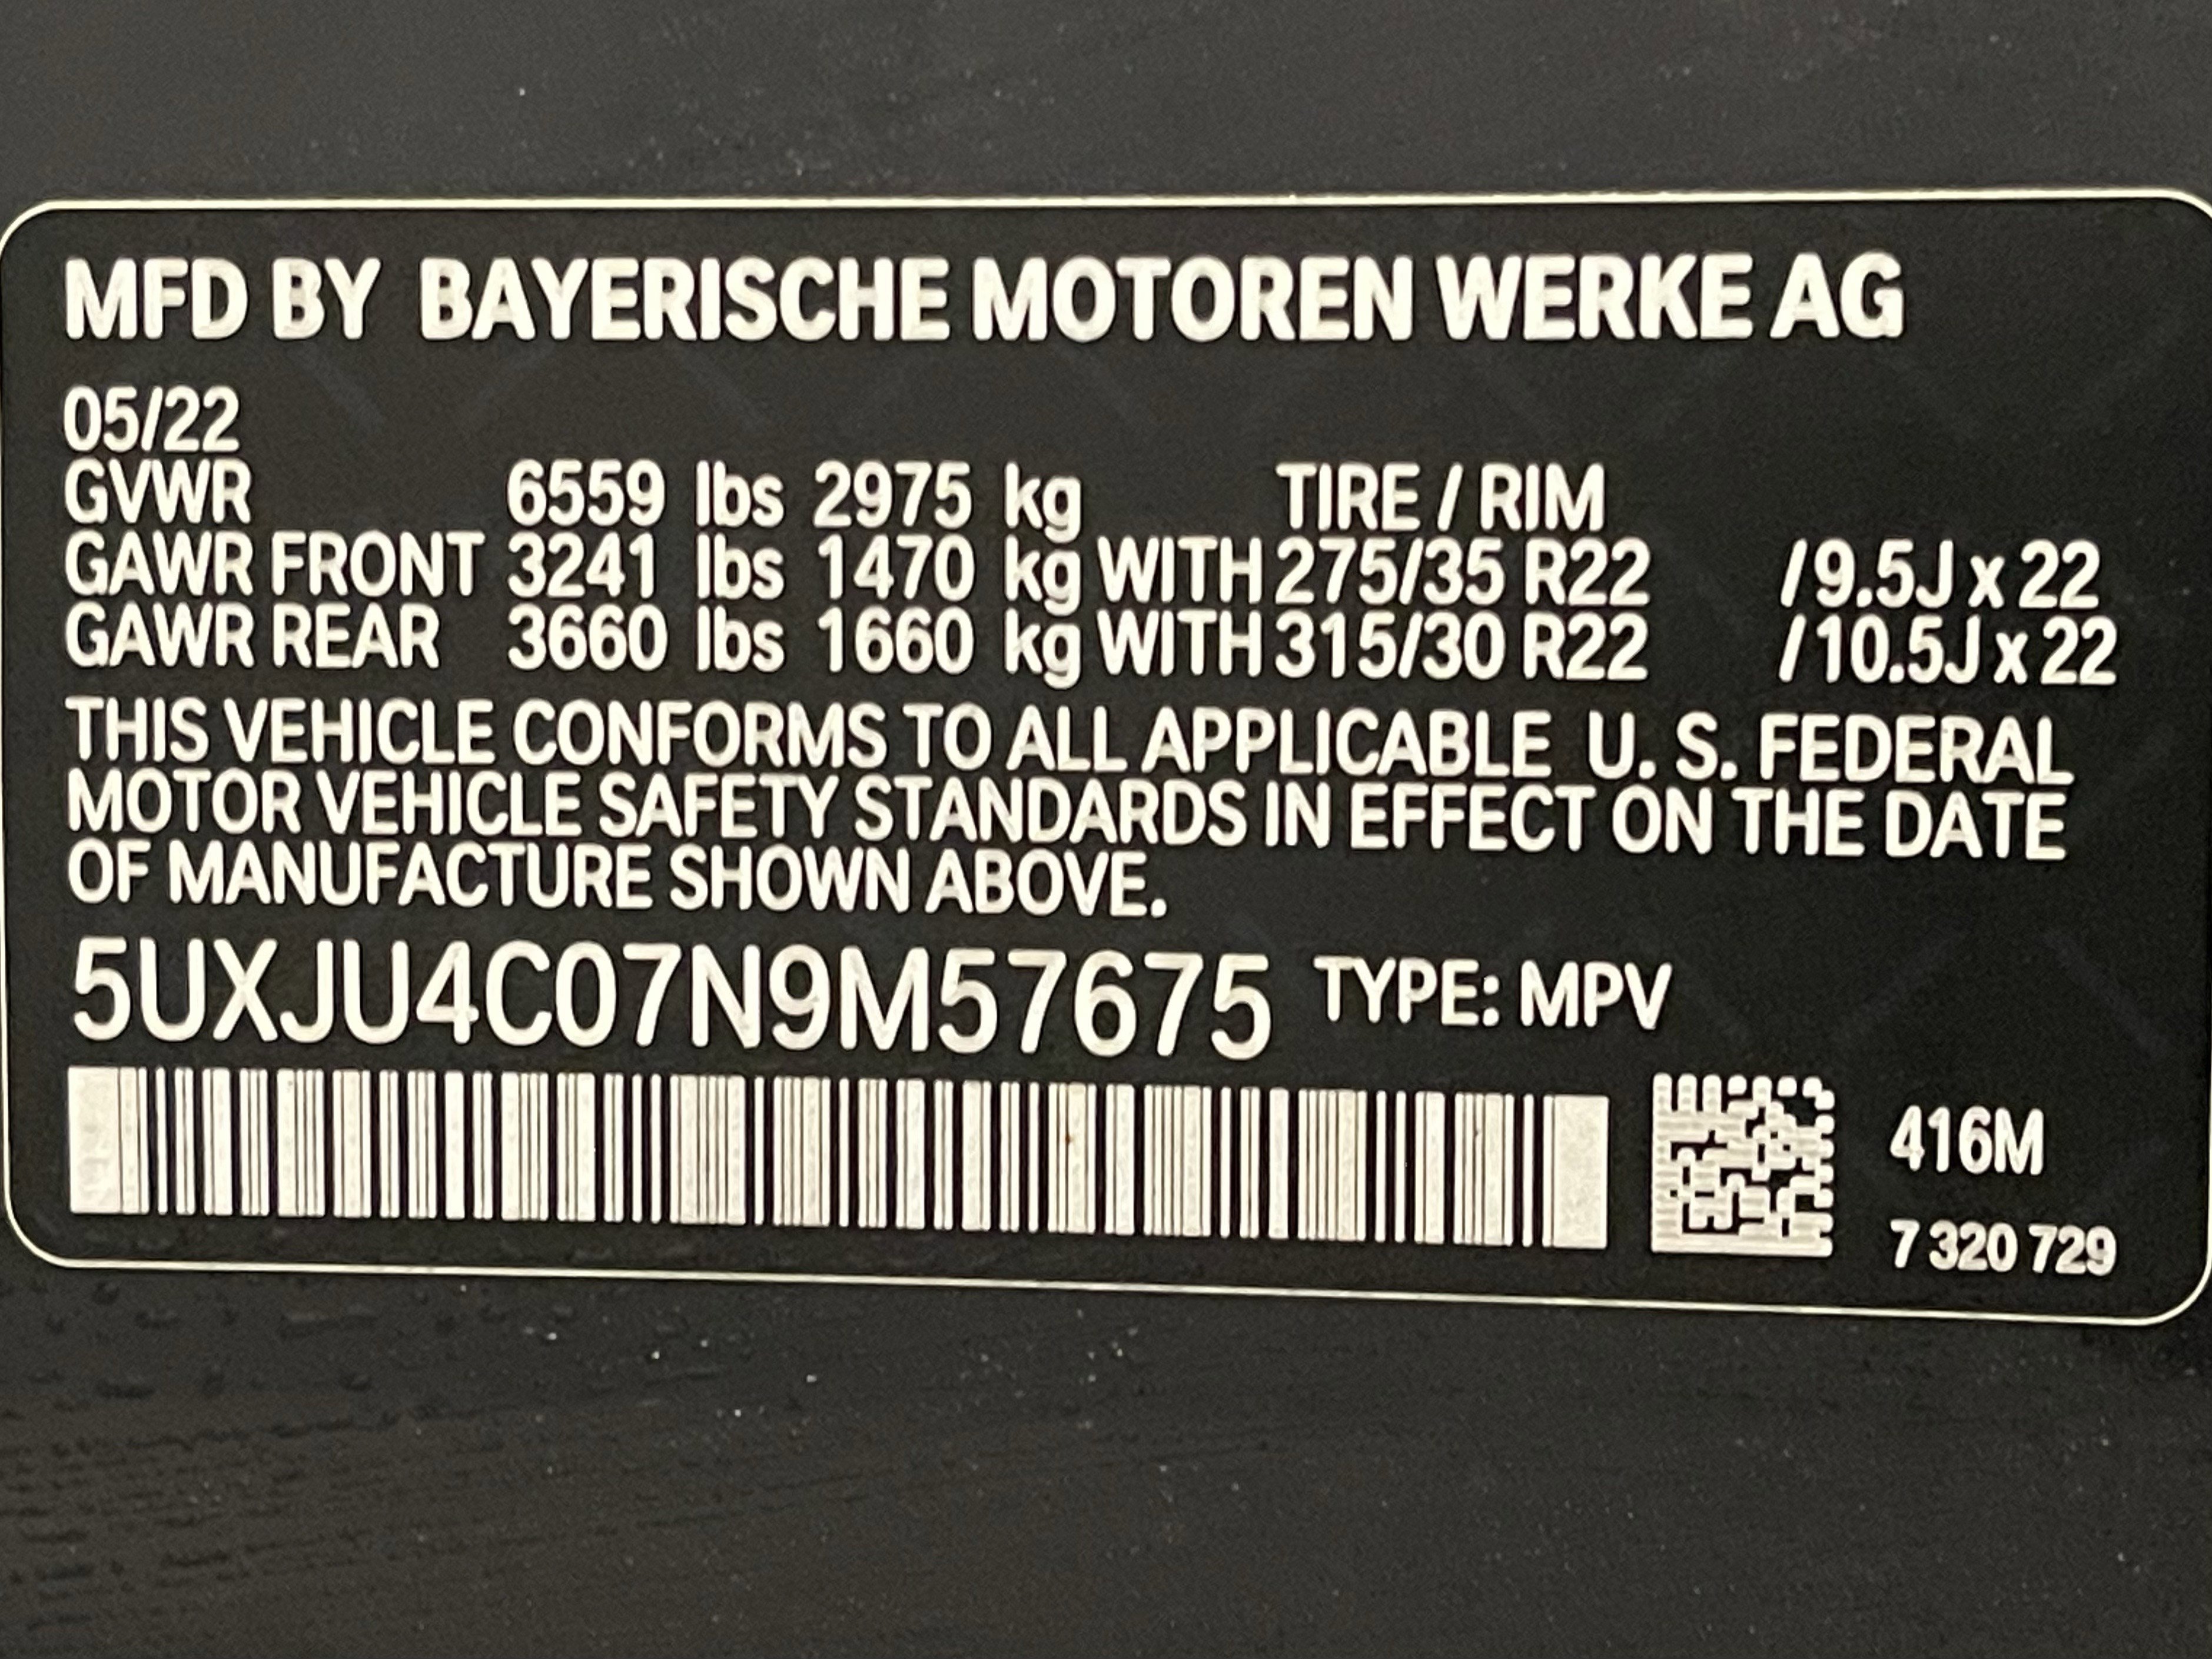 MFD BY BAYERISCHE MOTOREN WERKE AG
05/22
GVWR 6559 lbs 2975 kg TIRE / RIM
GAWR FRONT 3241 lbs 1470 kg WITH 275/35 R22 / 9.5J x 22
GAWR REAR 3660 lbs 1660 kg WITH 315/30 R22 / 10.5J x 22
THIS VEHICLE CONFORMS TO ALL APPLICABLE U. S. FEDERAL
MOTOR VEHICLE SAFETY STANDARDS IN EFFECT ON THE DATE
OF MANUFACTURE SHOWN ABOVE.
5UXJU4C07N9M57675 TYPE: MPV
416M
7 320 729